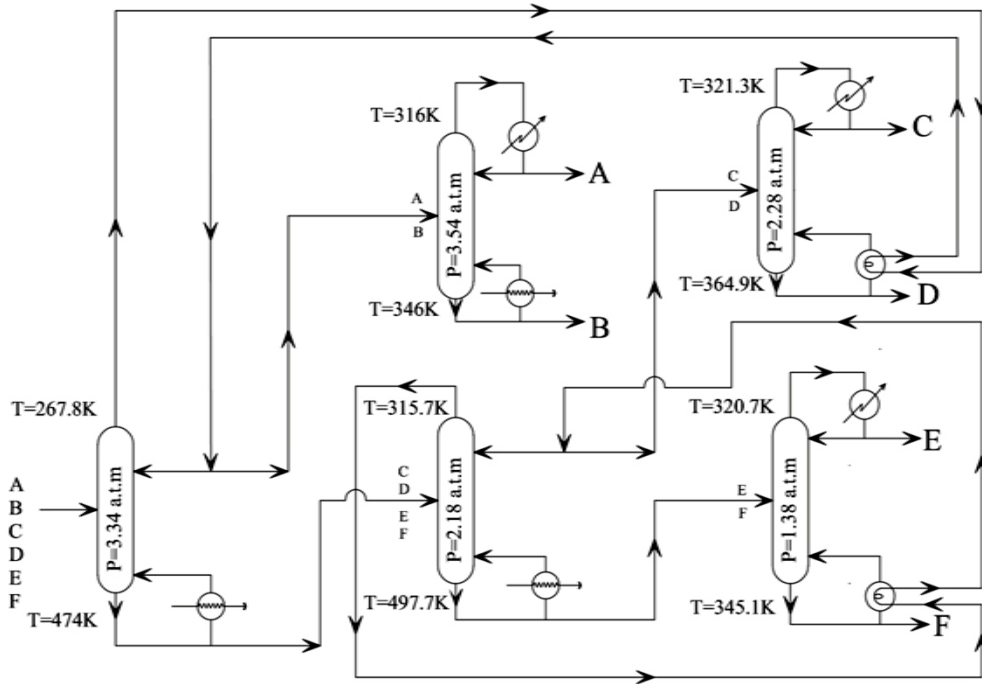 T=316K
P=3.54 a.t.m
A
B
A
T=346K
B
T=321.3K
P=2.28 a.t.m
C
D
C
T=364.9K
D
T=267.8K
P=3.34 a.t.m
A
B
C
D
E
F
T=474K
T=315.7K
P=2.18 a.t.m
C
D
E
F
T=497.7K
T=320.7K
P=1.38 a.t.m
E
F
E
T=345.1K
F